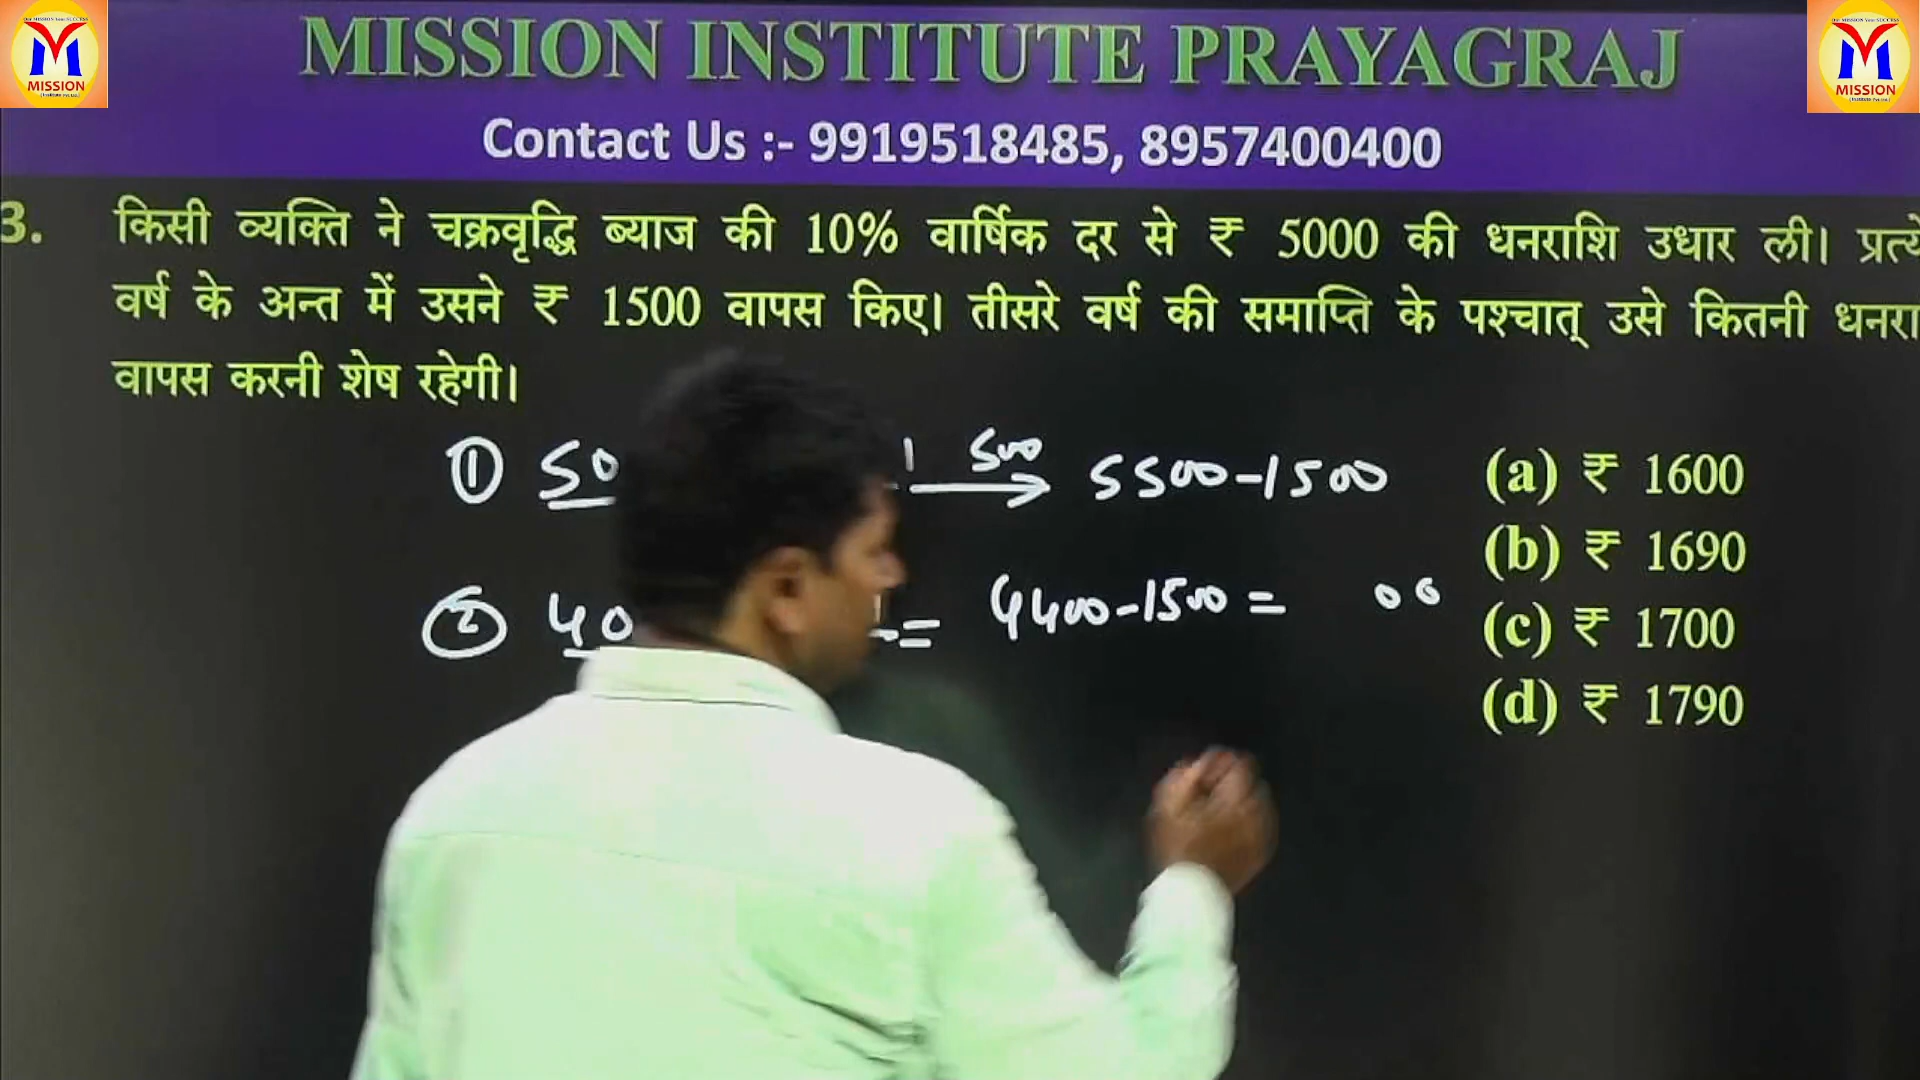 MISSION INSTITUTE PRAYAGRAJ
Contact Us :- 9919518485, 8957400400
MISSION
MISSION
3. किसी व्यक्ति ने चक्रवृद्धि ब्याज की 10% वार्षिक दर से ₹ 5000 की धनराशि उधार ली। प्रत्ये
वर्ष के अन्त में उसने ₹ 1500 वापस किए। तीसरे वर्ष की समाप्ति के पश्चात् उसे कितनी धनरा
वापस करनी शेष रहेगी।
① 50 500 → 5500-1500
② 40 = 4400-1500 = 00
(a) ₹ 1600
(b) ₹ 1690
(c) ₹ 1700
(d) ₹ 1790